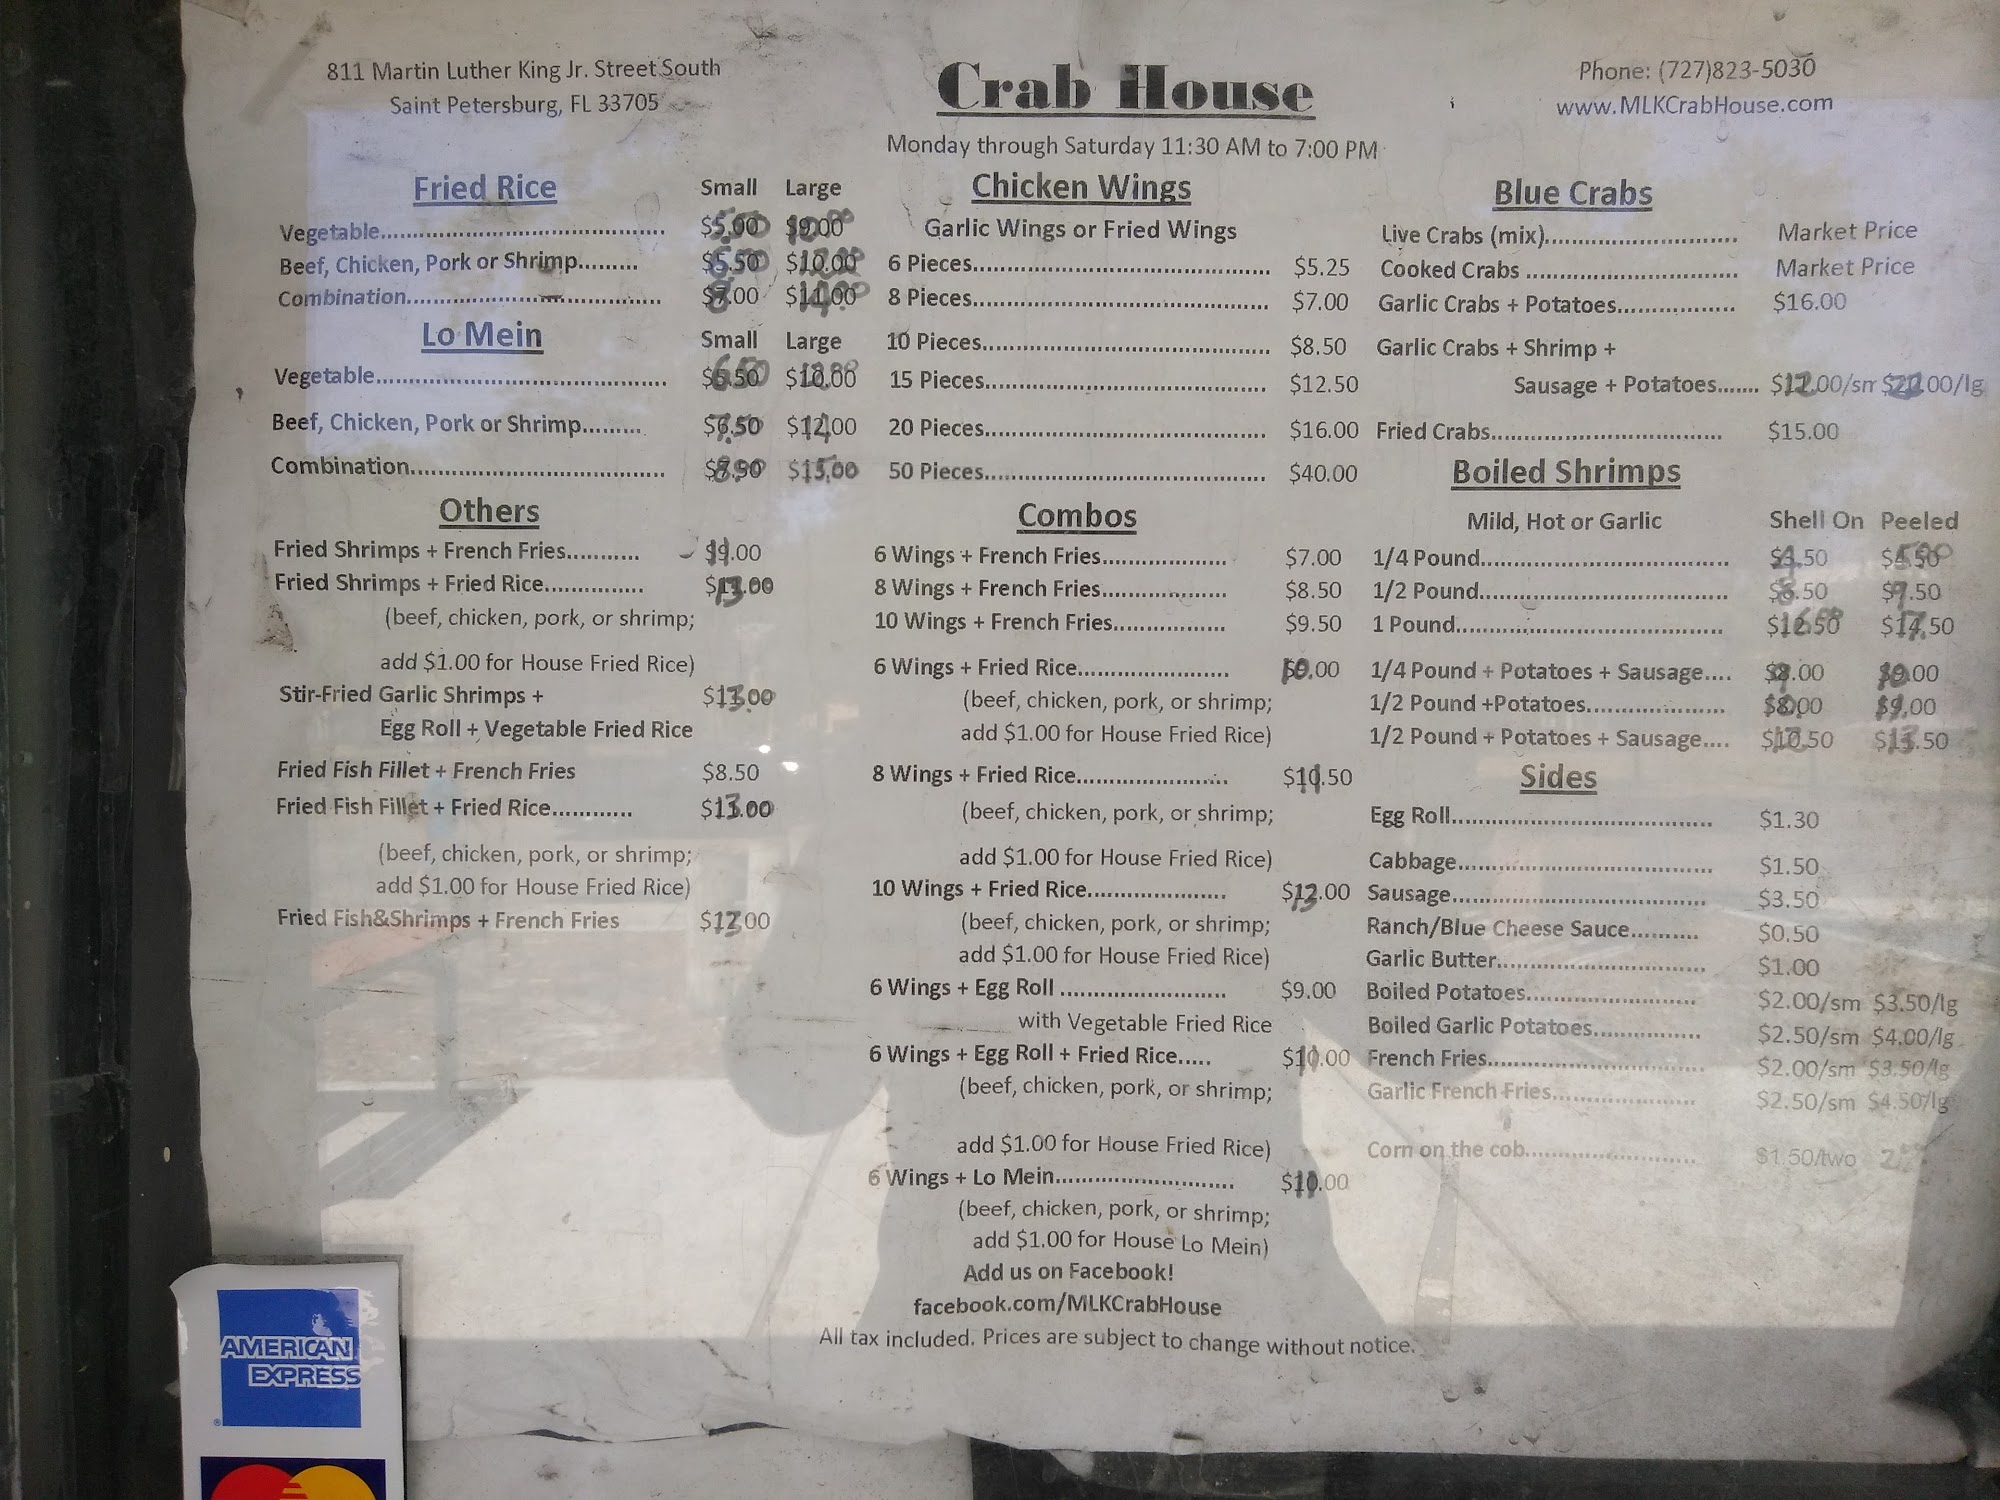 811 Martin Luther King Jr. Street South
Saint Petersburg, FL 33705
Crab House
Monday through Saturday 11:30 AM to 7:00 PM
Phone: (727)823-5030
www.MLKCrabHouse.com
Fried Rice Small Large
Vegetable
Beef, Chicken, Pork or Shrimp
Combination
Lo Mein Small Large
Vegetable
Beef, Chicken, Pork or Shrimp
Combination
Others
Fried Shrimps + French Fries
Fried Shrimps + Fried Rice
(beef, chicken, pork, or shrimp;
add $1.00 for House Fried Rice)
Stir-Fried Garlic Shrimps +
Egg Roll + Vegetable Fried Rice
Fried Fish Fillet + French Fries $8.50
Fried Fish Fillet + Fried Rice
(beef, chicken, pork, or shrimp;
add $1.00 for House Fried Rice)
Fried Fish&Shrimps + French Fries
Chicken Wings
Garlic Wings or Fried Wings
6 Pieces $5.25
8 Pieces $7.00
10 Pieces $8.50
15 Pieces $12.50
20 Pieces $16.00
50 Pieces $40.00
Combos
6 Wings + French Fries $7.00
8 Wings + French Fries $8.50
10 Wings + French Fries $9.50
6 Wings + Fried Rice
(beef, chicken, pork, or shrimp;
add $1.00 for House Fried Rice)
8 Wings + Fried Rice
(beef, chicken, pork, or shrimp;
add $1.00 for House Fried Rice)
10 Wings + Fried Rice
(beef, chicken, pork, or shrimp;
add $1.00 for House Fried Rice)
6 Wings + Egg Roll $9.00
with Vegetable Fried Rice
6 Wings + Egg Roll + Fried Rice
(beef, chicken, pork, or shrimp;
add $1.00 for House Fried Rice)
6 Wings + Lo Mein
(beef, chicken, pork, or shrimp;
add $1.00 for House Lo Mein)
Add us on Facebook!
facebook.com/MLKCrabHouse
All tax included. Prices are subject to change without notice.
Blue Crabs
Live Crabs (mix) Market Price
Cooked Crabs Market Price
Garlic Crabs + Potatoes $16.00
Garlic Crabs + Shrimp +
Sausage + Potatoes
Fried Crabs $15.00
Boiled Shrimps
Mild, Hot or Garlic Shell On Peeled
1/4 Pound
1/2 Pound
1 Pound
1/4 Pound + Potatoes + Sausage
1/2 Pound +Potatoes
1/2 Pound + Potatoes + Sausage
Sides
Egg Roll $1.30
Cabbage $1.50
Sausage $3.50
Ranch/Blue Cheese Sauce $0.50
Garlic Butter $1.00
Boiled Potatoes $2.00/sm $3.50/lg
Boiled Garlic Potatoes $2.50/sm $4.00/lg
French Fries $2.00/sm $3.50/lg
Garlic French Fries $2.50/sm $4.50/lg
Corn on the cob $1.50/two
AMERICAN
EXPRESS